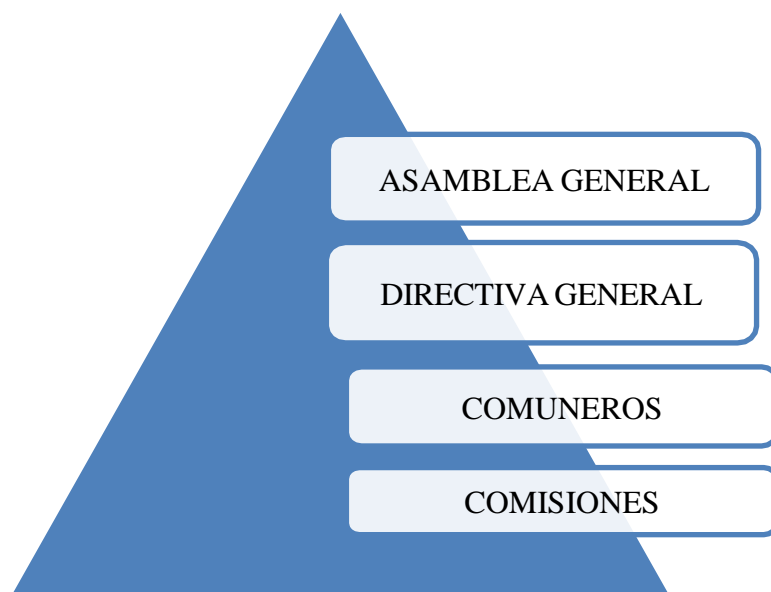 ASAMBLEA GENERAL
DIRECTIVA GENERAL
COMUNEROS
COMISIONES